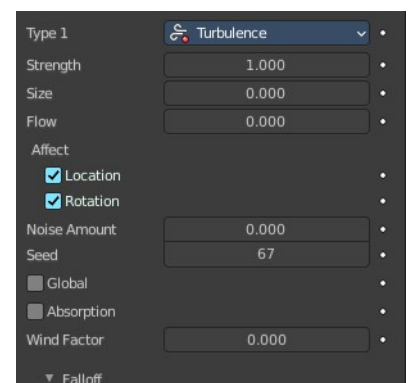 Type 1 Turbulence
Strength 1.000
Size 0.000
Flow 0.000
Affect
Location
Rotation
Noise Amount 0.000
Seed 67
Global
Absorption
Wind Factor 0.000
Falloff